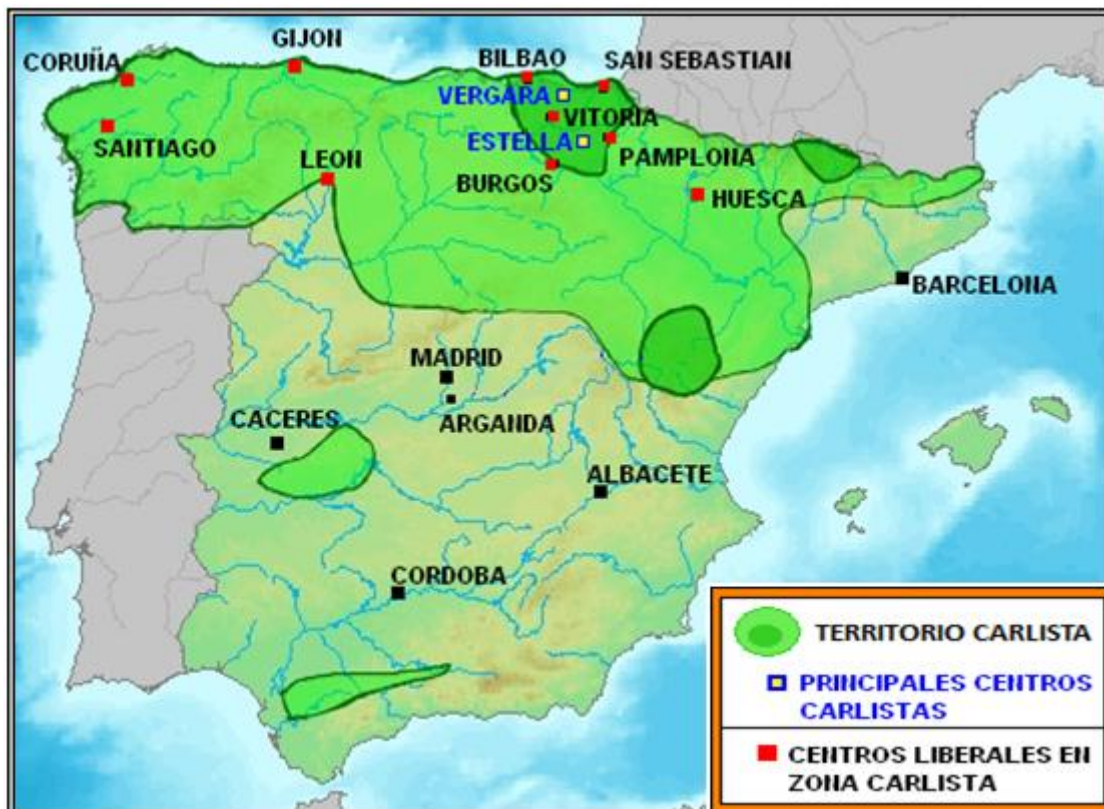 GIJON
CORUÑA
BILBAO
SAN SEBASTIAN
VERGARA
VITORIA
SANTIAGO
ESTELLA
PAMPLONA
LEON
BURGOS
HUESCA
BARCELONA
MADRID
ARGANDA
CACERES
ALBACETE
CORDOBA
TERRITORIO CARLISTA
PRINCIPALES CENTROS
CARLISTAS
CENTROS LIBERALES EN
ZONA CARLISTA